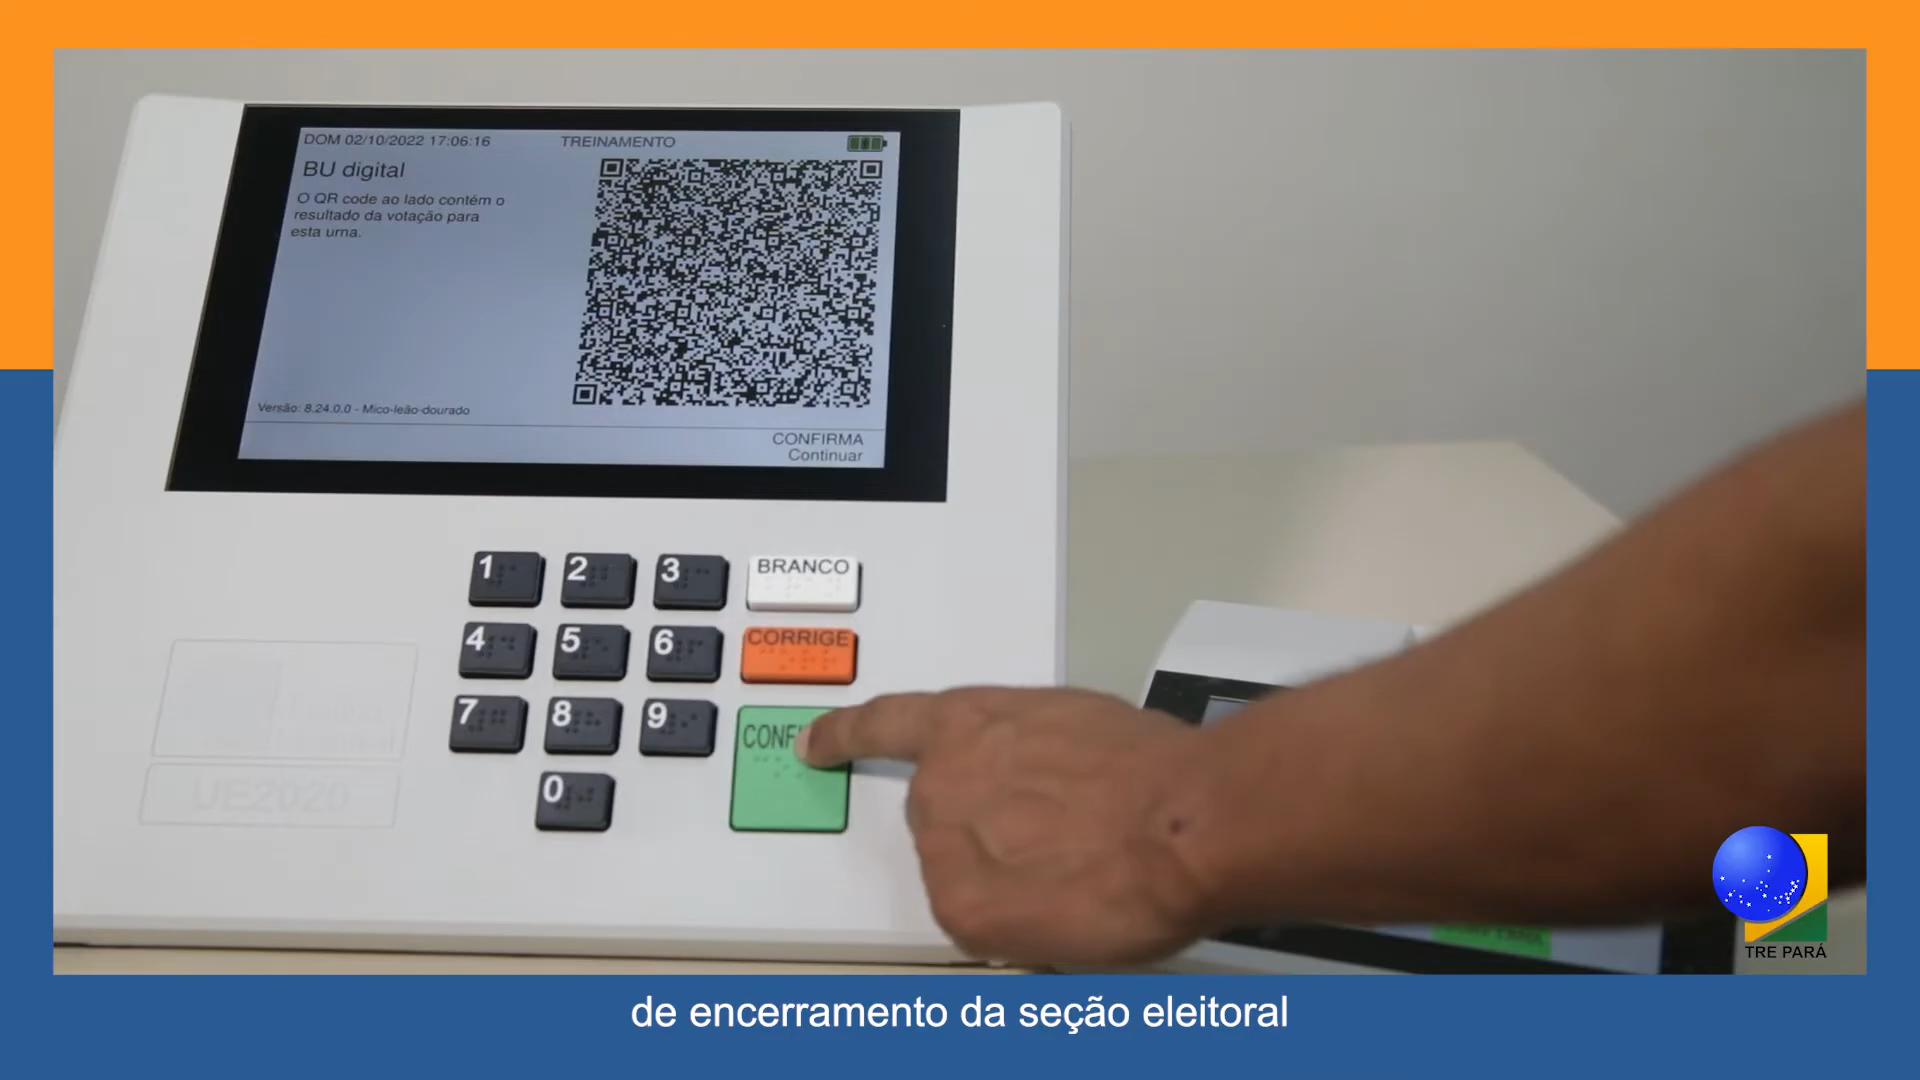 DOM 02/10/2022 17:06:16
TREINAMENTO
BU digital
O QR code ao lado contém o
resultado da votação para
esta urna.
Versão: 8.24.0.0 - Mico-leão-dourado
CONFIRMA
Continuar
1 2 3 BRANCO
4 5 6 CORRIGE
7 8 9
0
UE2020
TRE PARÁ
de encerramento da seção eleitoral